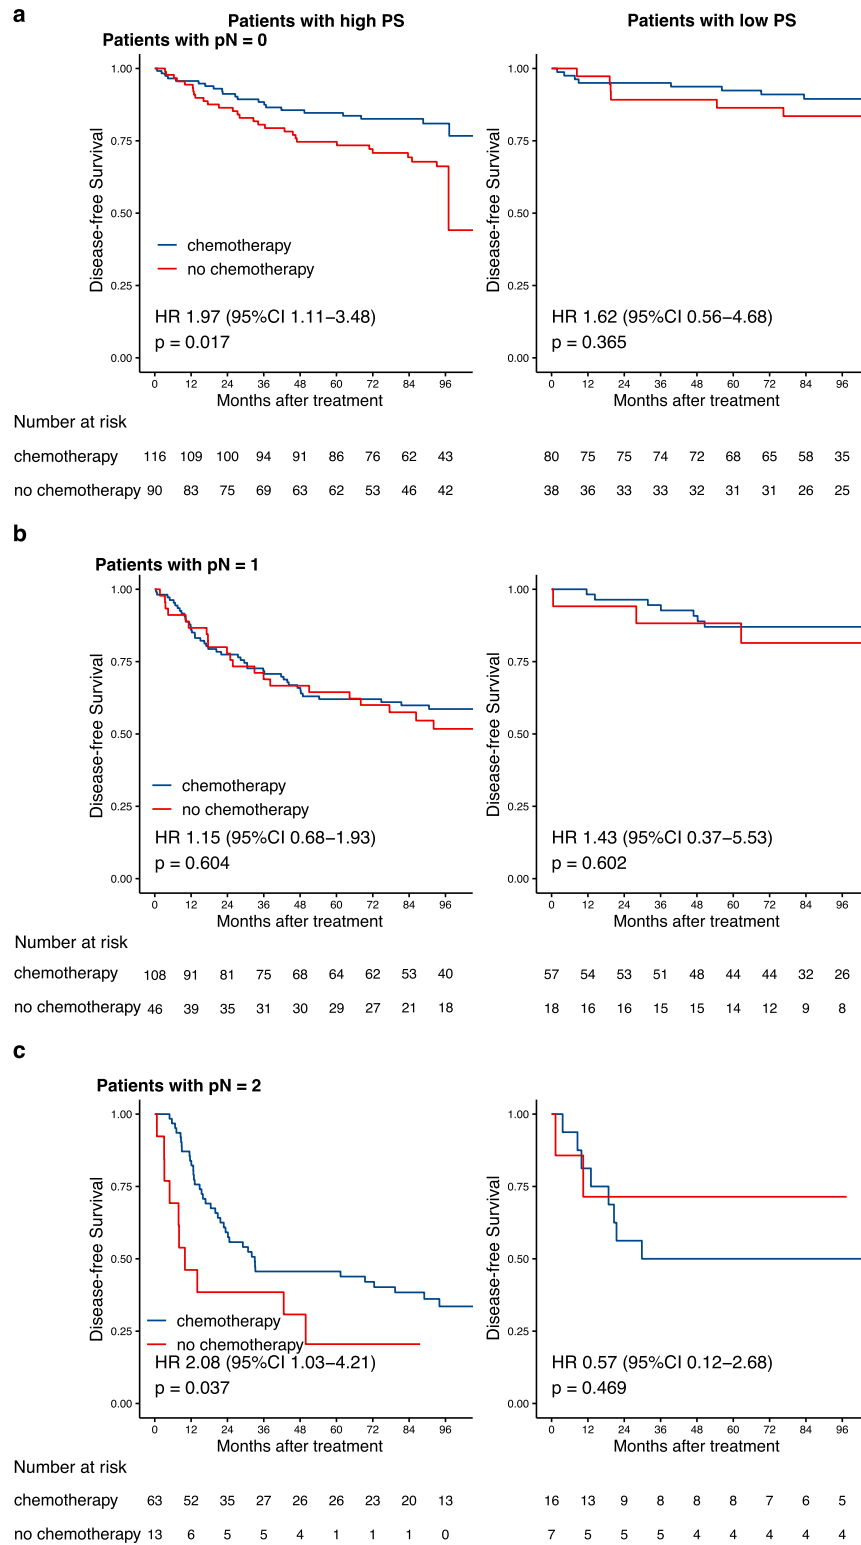 a
Patients with high PS
Patients with low PS
Patients with pN = 0
Disease-free Survival
1.00
0.75
0.50
0.25
0.00
chemotherapy
no chemotherapy
HR 1.97 (95%CI 1.11–3.48)
p = 0.017
0 12 24 36 48 60 72 84 96
Months after treatment
Disease-free Survival
1.00
0.75
0.50
0.25
0.00
HR 1.62 (95%CI 0.56–4.68)
p = 0.365
0 12 24 36 48 60 72 84 96
Months after treatment
Number at risk
chemotherapy 116 109 100 94 91 86 76 62 43 80 75 75 74 72 68 65 58 35
no chemotherapy 90 83 75 69 63 62 53 46 42 38 36 33 33 32 31 31 26 25
b
Patients with pN = 1
Disease-free Survival
1.00
0.75
0.50
0.25
0.00
chemotherapy
no chemotherapy
HR 1.15 (95%CI 0.68–1.93)
p = 0.604
0 12 24 36 48 60 72 84 96
Months after treatment
Disease-free Survival
1.00
0.75
0.50
0.25
0.00
HR 1.43 (95%CI 0.37–5.53)
p = 0.602
0 12 24 36 48 60 72 84 96
Months after treatment
Number at risk
chemotherapy 108 91 81 75 68 64 62 53 40 57 54 53 51 48 44 44 32 26
no chemotherapy 46 39 35 31 30 29 27 21 18 18 16 16 15 15 14 12 9 8
c
Patients with pN = 2
Disease-free Survival
1.00
0.75
0.50
0.25
0.00
chemotherapy
no chemotherapy
HR 2.08 (95%CI 1.03–4.21)
p = 0.037
0 12 24 36 48 60 72 84 96
Months after treatment
Disease-free Survival
1.00
0.75
0.50
0.25
0.00
HR 0.57 (95%CI 0.12–2.68)
p = 0.469
0 12 24 36 48 60 72 84 96
Months after treatment
Number at risk
chemotherapy 63 52 35 27 26 26 23 20 13 16 13 9 8 8 8 7 6 5
no chemotherapy 13 6 5 5 4 1 1 1 0 7 5 5 5 4 4 4 4 4